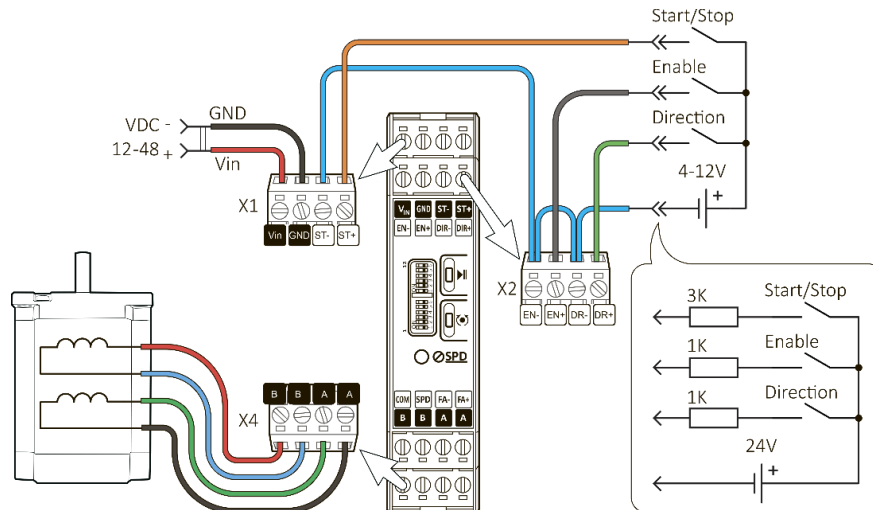 Start/Stop
Enable
Direction
4-12V
+
VDC -
12-48 +
GND
Vin
X1
Vin GND ST- ST+
VIN GND ST- ST+
EN- EN+ DIR- DIR+
X2
EN- EN+ DR- DR+
SPD
COM SPD FA- FA+
B B A A
X4
B B A A
3K
Start/Stop
1K
Enable
1K
Direction
24V
+